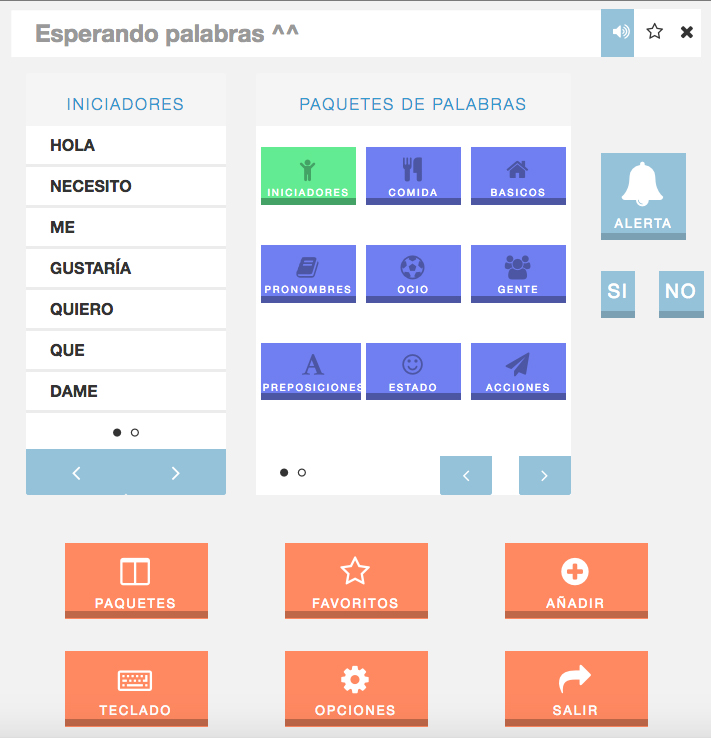 Esperando palabras ^^
INICIADORES
HOLA
NECESITO
ME
GUSTARÍA
QUIERO
QUE
DAME
PAQUETES DE PALABRAS
INICIADORES
COMIDA
BASICOS
PRONOMBRES
OCIO
GENTE
PREPOSICIONES
ESTADO
ACCIONES
ALERTA
SI
NO
PAQUETES
FAVORITOS
AÑADIR
TECLADO
OPCIONES
SALIR